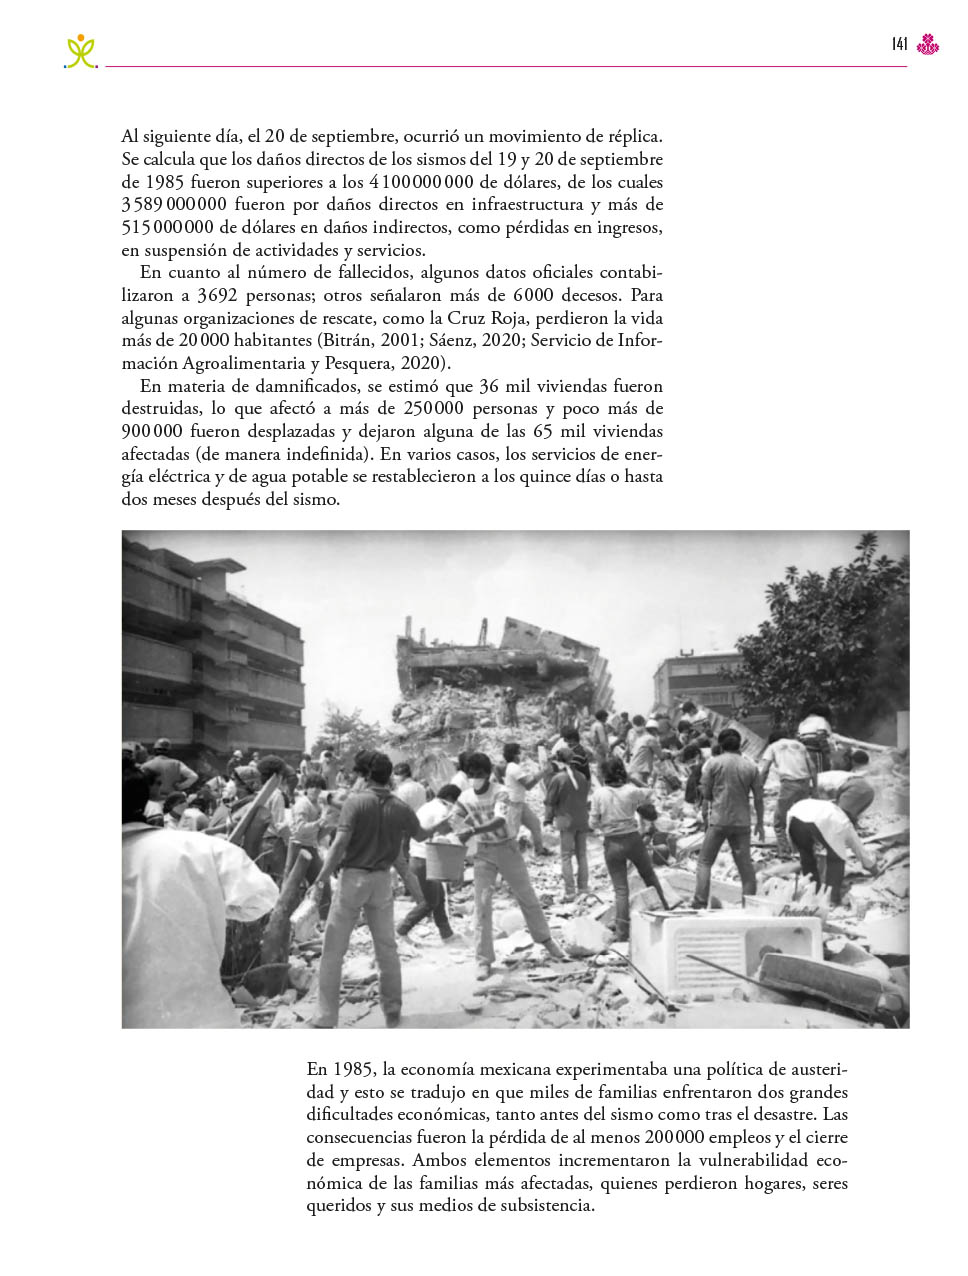 141
Al siguiente día, el 20 de septiembre, ocurrió un movimiento de réplica.
Se calcula que los daños directos de los sismos del 19 y 20 de septiembre
de 1985 fueron superiores a los 4 100 000 000 de dólares, de los cuales
3 589 000 000 fueron por daños directos en infraestructura y más de
515 000 000 de dólares en daños indirectos, como pérdidas en ingresos,
en suspensión de actividades y servicios.
En cuanto al número de fallecidos, algunos datos oficiales contabi-
lizaron a 3692 personas; otros señalaron más de 6 000 decesos. Para
algunas organizaciones de rescate, como la Cruz Roja, perdieron la vida
más de 20 000 habitantes (Bitrán, 2001; Sáenz, 2020; Servicio de Infor-
mación Agroalimentaria y Pesquera, 2020).
En materia de damnificados, se estimó que 36 mil viviendas fueron
destruidas, lo que afectó a más de 250 000 personas y poco más de
900 000 fueron desplazadas y dejaron alguna de las 65 mil viviendas
afectadas (de manera indefinida). En varios casos, los servicios de ener-
gía eléctrica y de agua potable se restablecieron a los quince días o hasta
dos meses después del sismo.
En 1985, la economía mexicana experimentaba una política de austeri-
dad y esto se tradujo en que miles de familias enfrentaron dos grandes
dificultades económicas, tanto antes del sismo como tras el desastre. Las
consecuencias fueron la pérdida de al menos 200 000 empleos y el cierre
de empresas. Ambos elementos incrementaron la vulnerabilidad eco-
nómica de las familias más afectadas, quienes perdieron hogares, seres
queridos y sus medios de subsistencia.